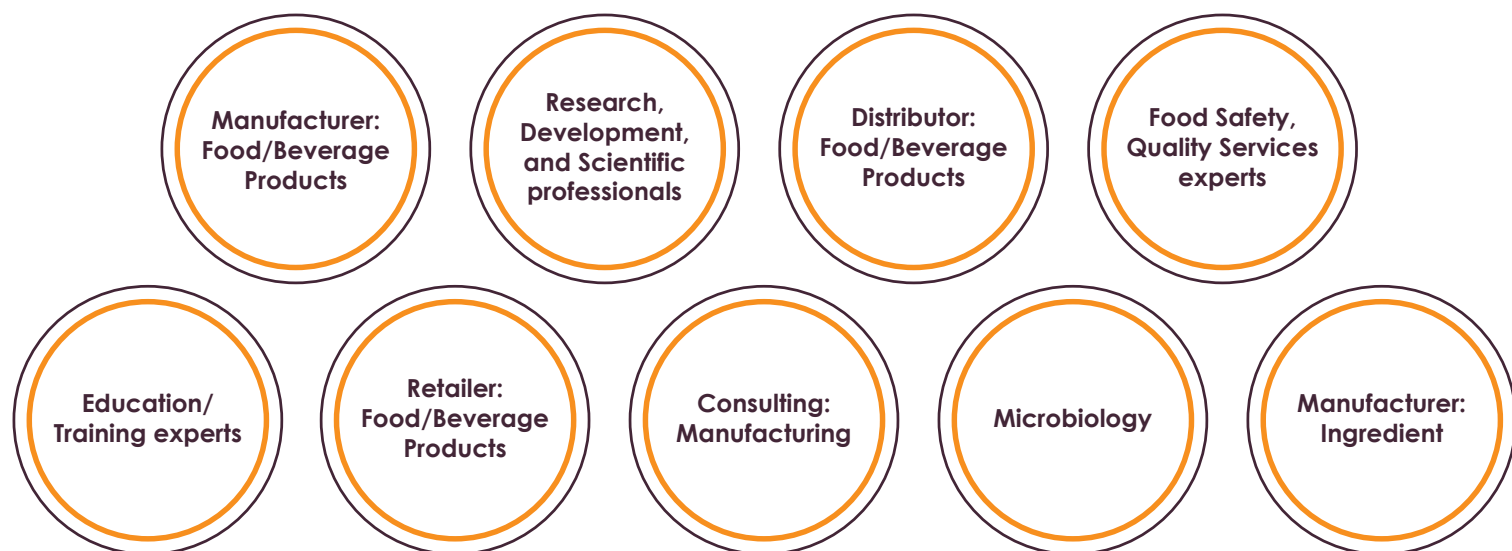 Manufacturer:
Food/Beverage
Products
Research,
Development,
and Scientific
professionals
Distributor:
Food/Beverage
Products
Food Safety,
Quality Services
experts
Education/
Training experts
Retailer:
Food/Beverage
Products
Consulting:
Manufacturing
Microbiology
Manufacturer:
Ingredient